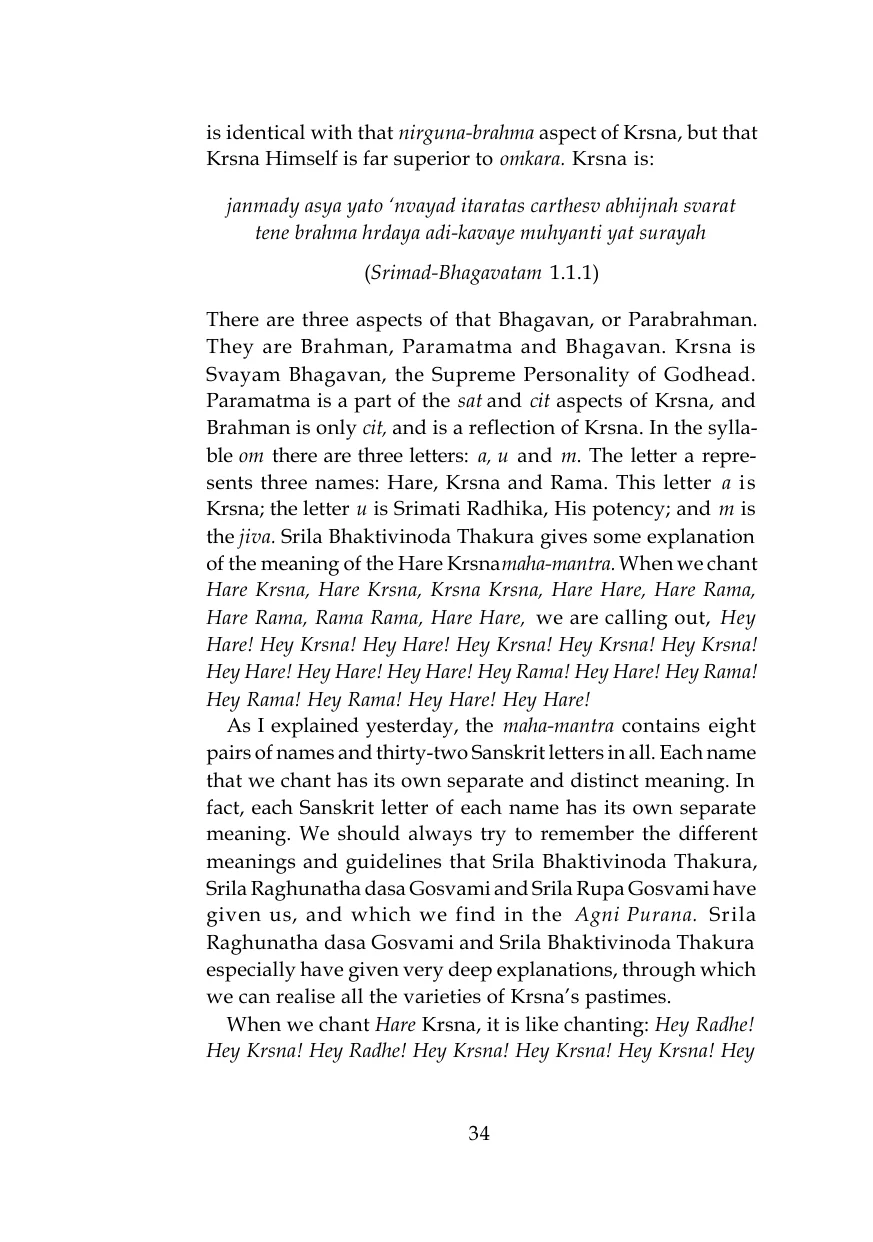 is identical with that nirguna-brahma aspect of Krsna, but that
Krsna Himself is far superior to omkara. Krsna is:
janmady asya yato ‘nvayad itaratas carthesv abhijnah svarat
tene brahma hrdaya adi-kavaye muhyanti yat surayah
(Srimad-Bhagavatam 1.1.1)
There are three aspects of that Bhagavan, or Parabrahman.
They are Brahman, Paramatma and Bhagavan. Krsna is
Svayam Bhagavan, the Supreme Personality of Godhead.
Paramatma is a part of the sat and cit aspects of Krsna, and
Brahman is only cit, and is a reflection of Krsna. In the sylla-
ble om there are three letters: a, u and m. The letter a repre-
sents three names: Hare, Krsna and Rama. This letter a is
Krsna; the letter u is Srimati Radhika, His potency; and m is
the jiva. Srila Bhaktivinoda Thakura gives some explanation
of the meaning of the Hare Krsna maha-mantra. When we chant
Hare Krsna, Hare Krsna, Krsna Krsna, Hare Hare, Hare Rama,
Hare Rama, Rama Rama, Hare Hare, we are calling out, Hey
Hare! Hey Krsna! Hey Hare! Hey Krsna! Hey Krsna! Hey Krsna!
Hey Hare! Hey Hare! Hey Hare! Hey Rama! Hey Hare! Hey Rama!
Hey Rama! Hey Rama! Hey Hare! Hey Hare!
As I explained yesterday, the maha-mantra contains eight
pairs of names and thirty-two Sanskrit letters in all. Each name
that we chant has its own separate and distinct meaning. In
fact, each Sanskrit letter of each name has its own separate
meaning. We should always try to remember the different
meanings and guidelines that Srila Bhaktivinoda Thakura,
Srila Raghunatha dasa Gosvami and Srila Rupa Gosvami have
given us, and which we find in the Agni Purana. Srila
Raghunatha dasa Gosvami and Srila Bhaktivinoda Thakura
especially have given very deep explanations, through which
we can realise all the varieties of Krsna’s pastimes.
When we chant Hare Krsna, it is like chanting: Hey Radhe!
Hey Krsna! Hey Radhe! Hey Krsna! Hey Krsna! Hey Krsna! Hey
34